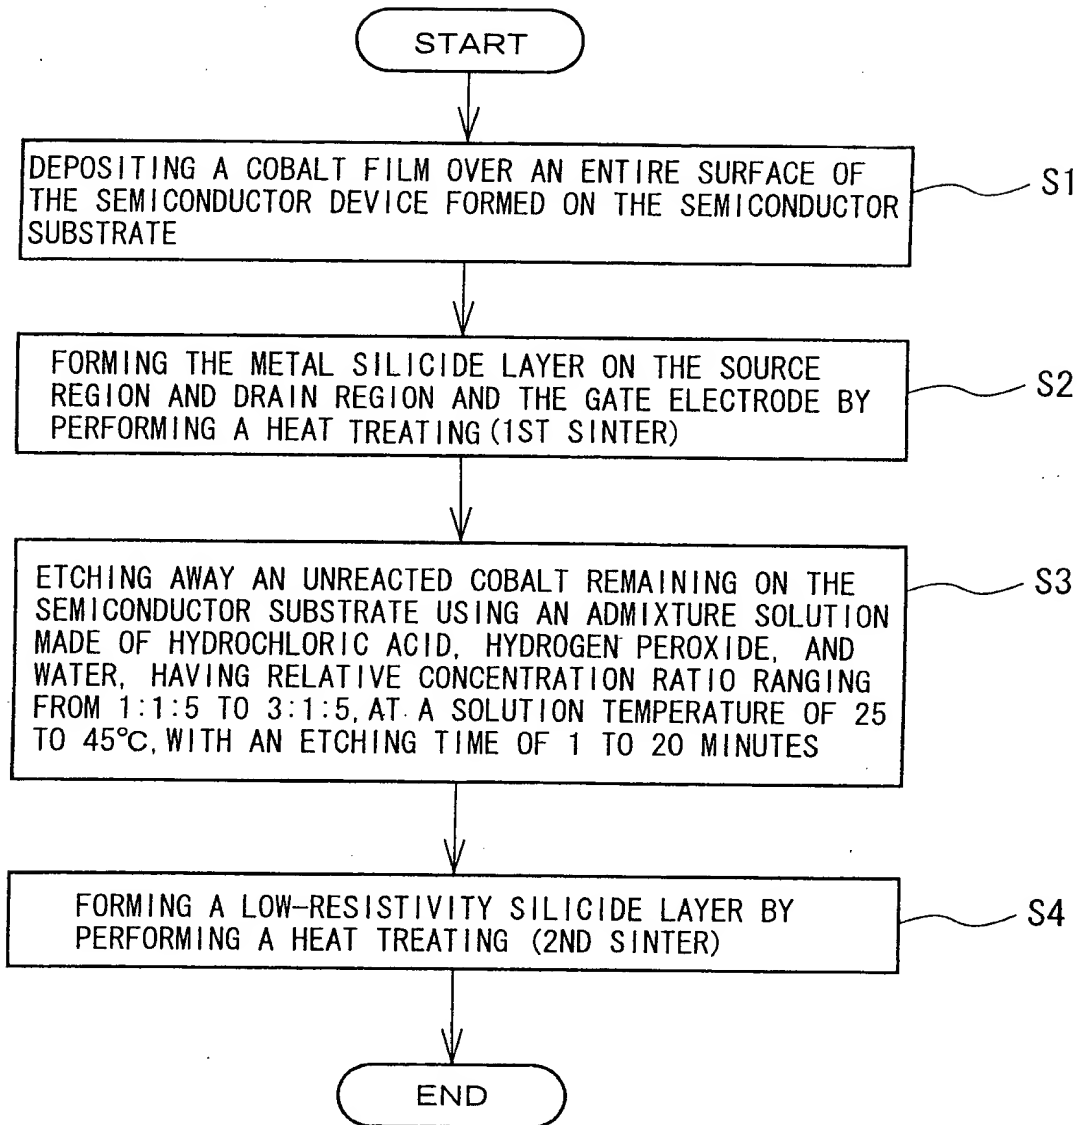 START
DEPOSITING A COBALT FILM OVER AN ENTIRE SURFACE OF
THE SEMICONDUCTOR DEVICE FORMED ON THE SEMICONDUCTOR
SUBSTRATE
S1
FORMING THE METAL SILICIDE LAYER ON THE SOURCE
REGION AND DRAIN REGION AND THE GATE ELECTRODE BY
PERFORMING A HEAT TREATING (1ST SINTER)
S2
ETCHING AWAY AN UNREACTED COBALT REMAINING ON THE
SEMICONDUCTOR SUBSTRATE USING AN ADMIXTURE SOLUTION
MADE OF HYDROCHLORIC ACID, HYDROGEN PEROXIDE, AND
WATER, HAVING RELATIVE CONCENTRATION RATIO RANGING
FROM 1:1:5 TO 3:1:5, AT A SOLUTION TEMPERATURE OF 25
TO 45℃, WITH AN ETCHING TIME OF 1 TO 20 MINUTES
S3
FORMING A LOW-RESISTIVITY SILICIDE LAYER BY
PERFORMING A HEAT TREATING (2ND SINTER)
S4
END